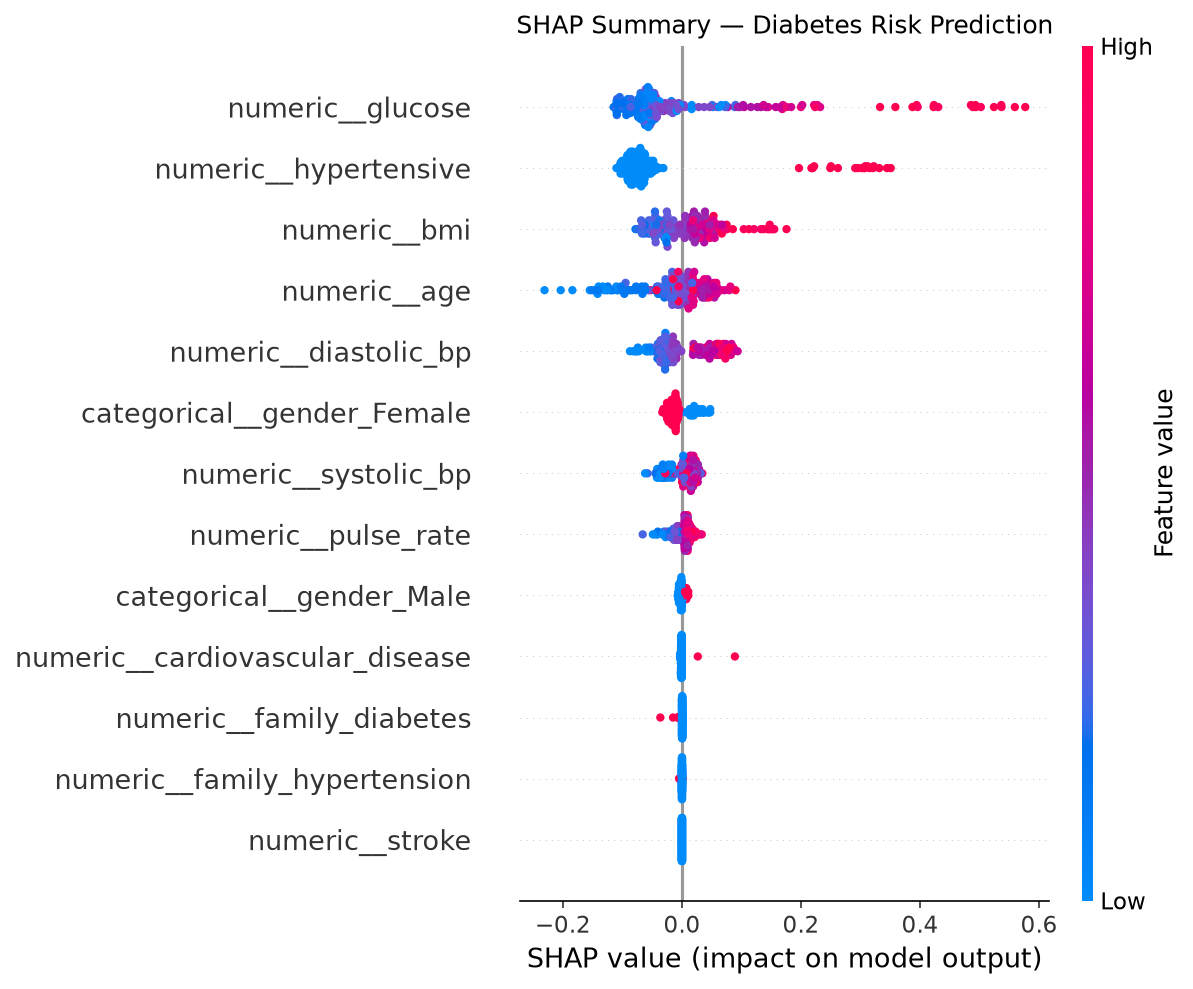 SHAP Summary — Diabetes Risk Prediction
High
numeric__glucose
numeric__hypertensive
numeric__bmi
numeric__age
numeric__diastolic_bp
categorical__gender_Female
numeric__systolic_bp
numeric__pulse_rate
categorical__gender_Male
numeric__cardiovascular_disease
numeric__family_diabetes
numeric__family_hypertension
numeric__stroke
Feature value
Low
−0.2 0.0 0.2 0.4 0.6
SHAP value (impact on model output)